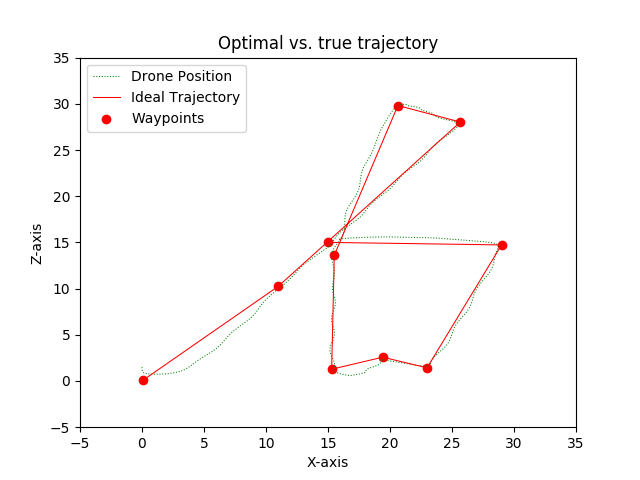 Optimal vs. true trajectory
Drone Position
Ideal Trajectory
Waypoints
35
30
25
20
15
10
5
0
−5
Z-axis
−5 0 5 10 15 20 25 30 35
X-axis